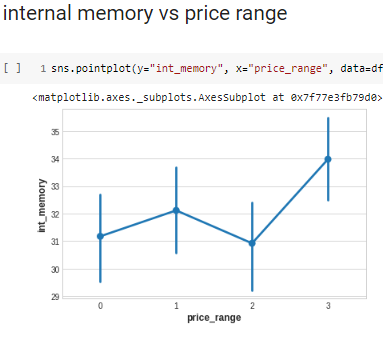 internal memory vs price range
[ ] 1 sns.pointplot(y="int_memory", x="price_range", data=df
<matplotlib.axes._subplots.AxesSubplot at 0x7f77e3fb79d0>
35
34
33
32
31
30
29
int_memory
0 1 2 3
price_range